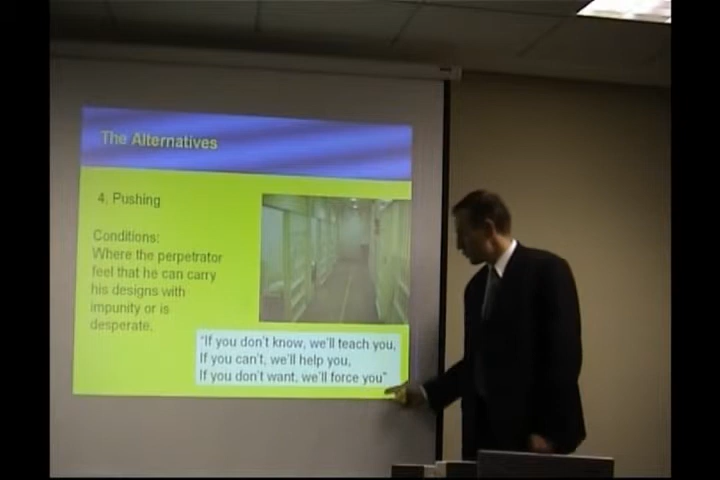 The Alternatives
4. Pushing
Conditions:
Where the perpetrator
feel that he can carry
his designs with
impunity or is
desperate.
"If you don't know, we'll teach you,
If you can't, we'll help you,
If you don't want, we'll force you"